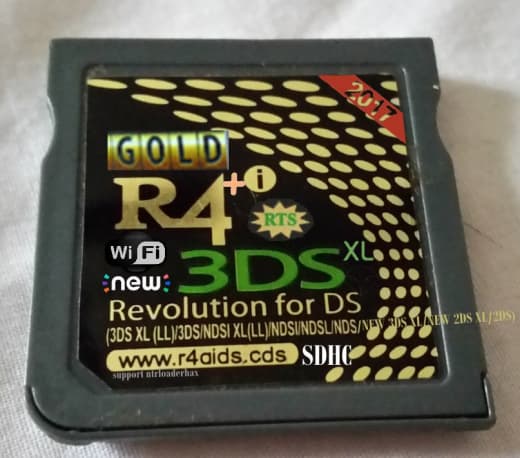 2017
GOLD
R4+i
RTS
WiFi
new
3DS XL
Revolution for DS
(3DS XL (LL)/3DS/NDSI XL(LL)/NDSI/NDSL/NDS/NEW 3DS XL/NEW 2DS XL/2DS)
www.r4aids.cds SDHC
support ntrloaderhax